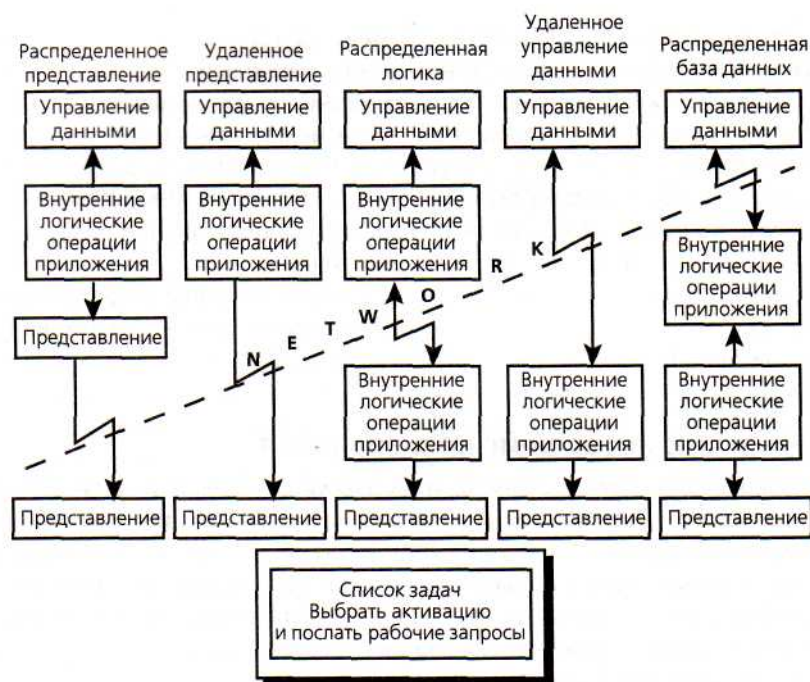 Распределенное
представление
Удаленное
представление
Распределенная
логика
Удаленное
управление
данными
Распределенная
база данных
Управление
данными
Управление
данными
Управление
данными
Управление
данными
Управление
данными
Внутренние
логические
операции
приложения
Внутренние
логические
операции
приложения
Внутренние
логические
операции
приложения
Внутренние
логические
операции
приложения
Представление
N E T W O R K
Внутренние
логические
операции
приложения
Внутренние
логические
операции
приложения
Внутренние
логические
операции
приложения
Представление
Представление
Представление
Представление
Представление
Список задач
Выбрать активацию
и послать рабочие запросы